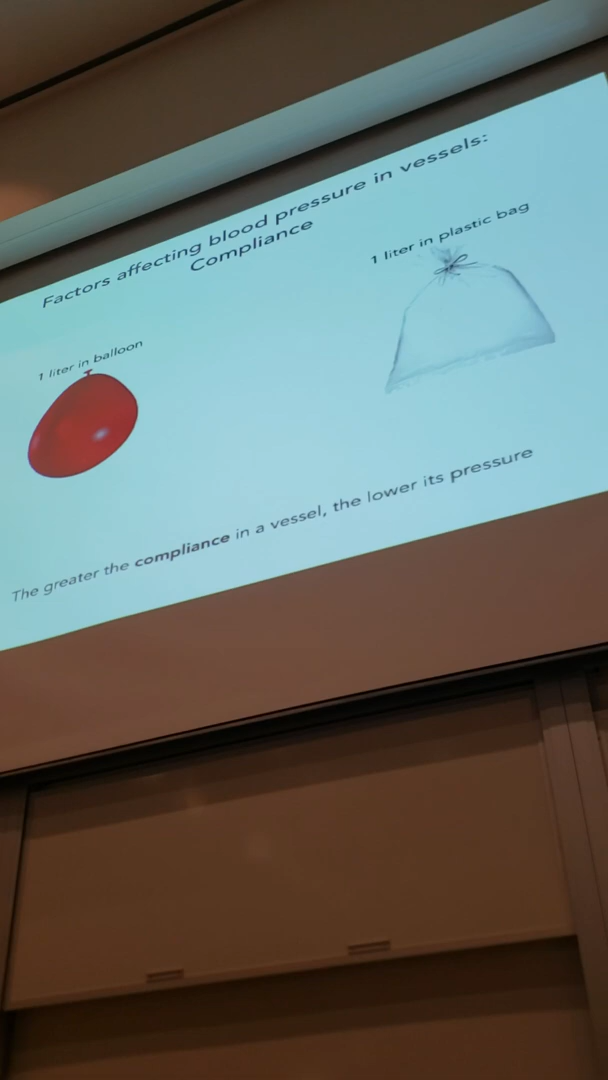 Factors affecting blood pressure in vessels:
Compliance
1 liter in plastic bag
1 liter in balloon
The greater the compliance in a vessel, the lower its pressure